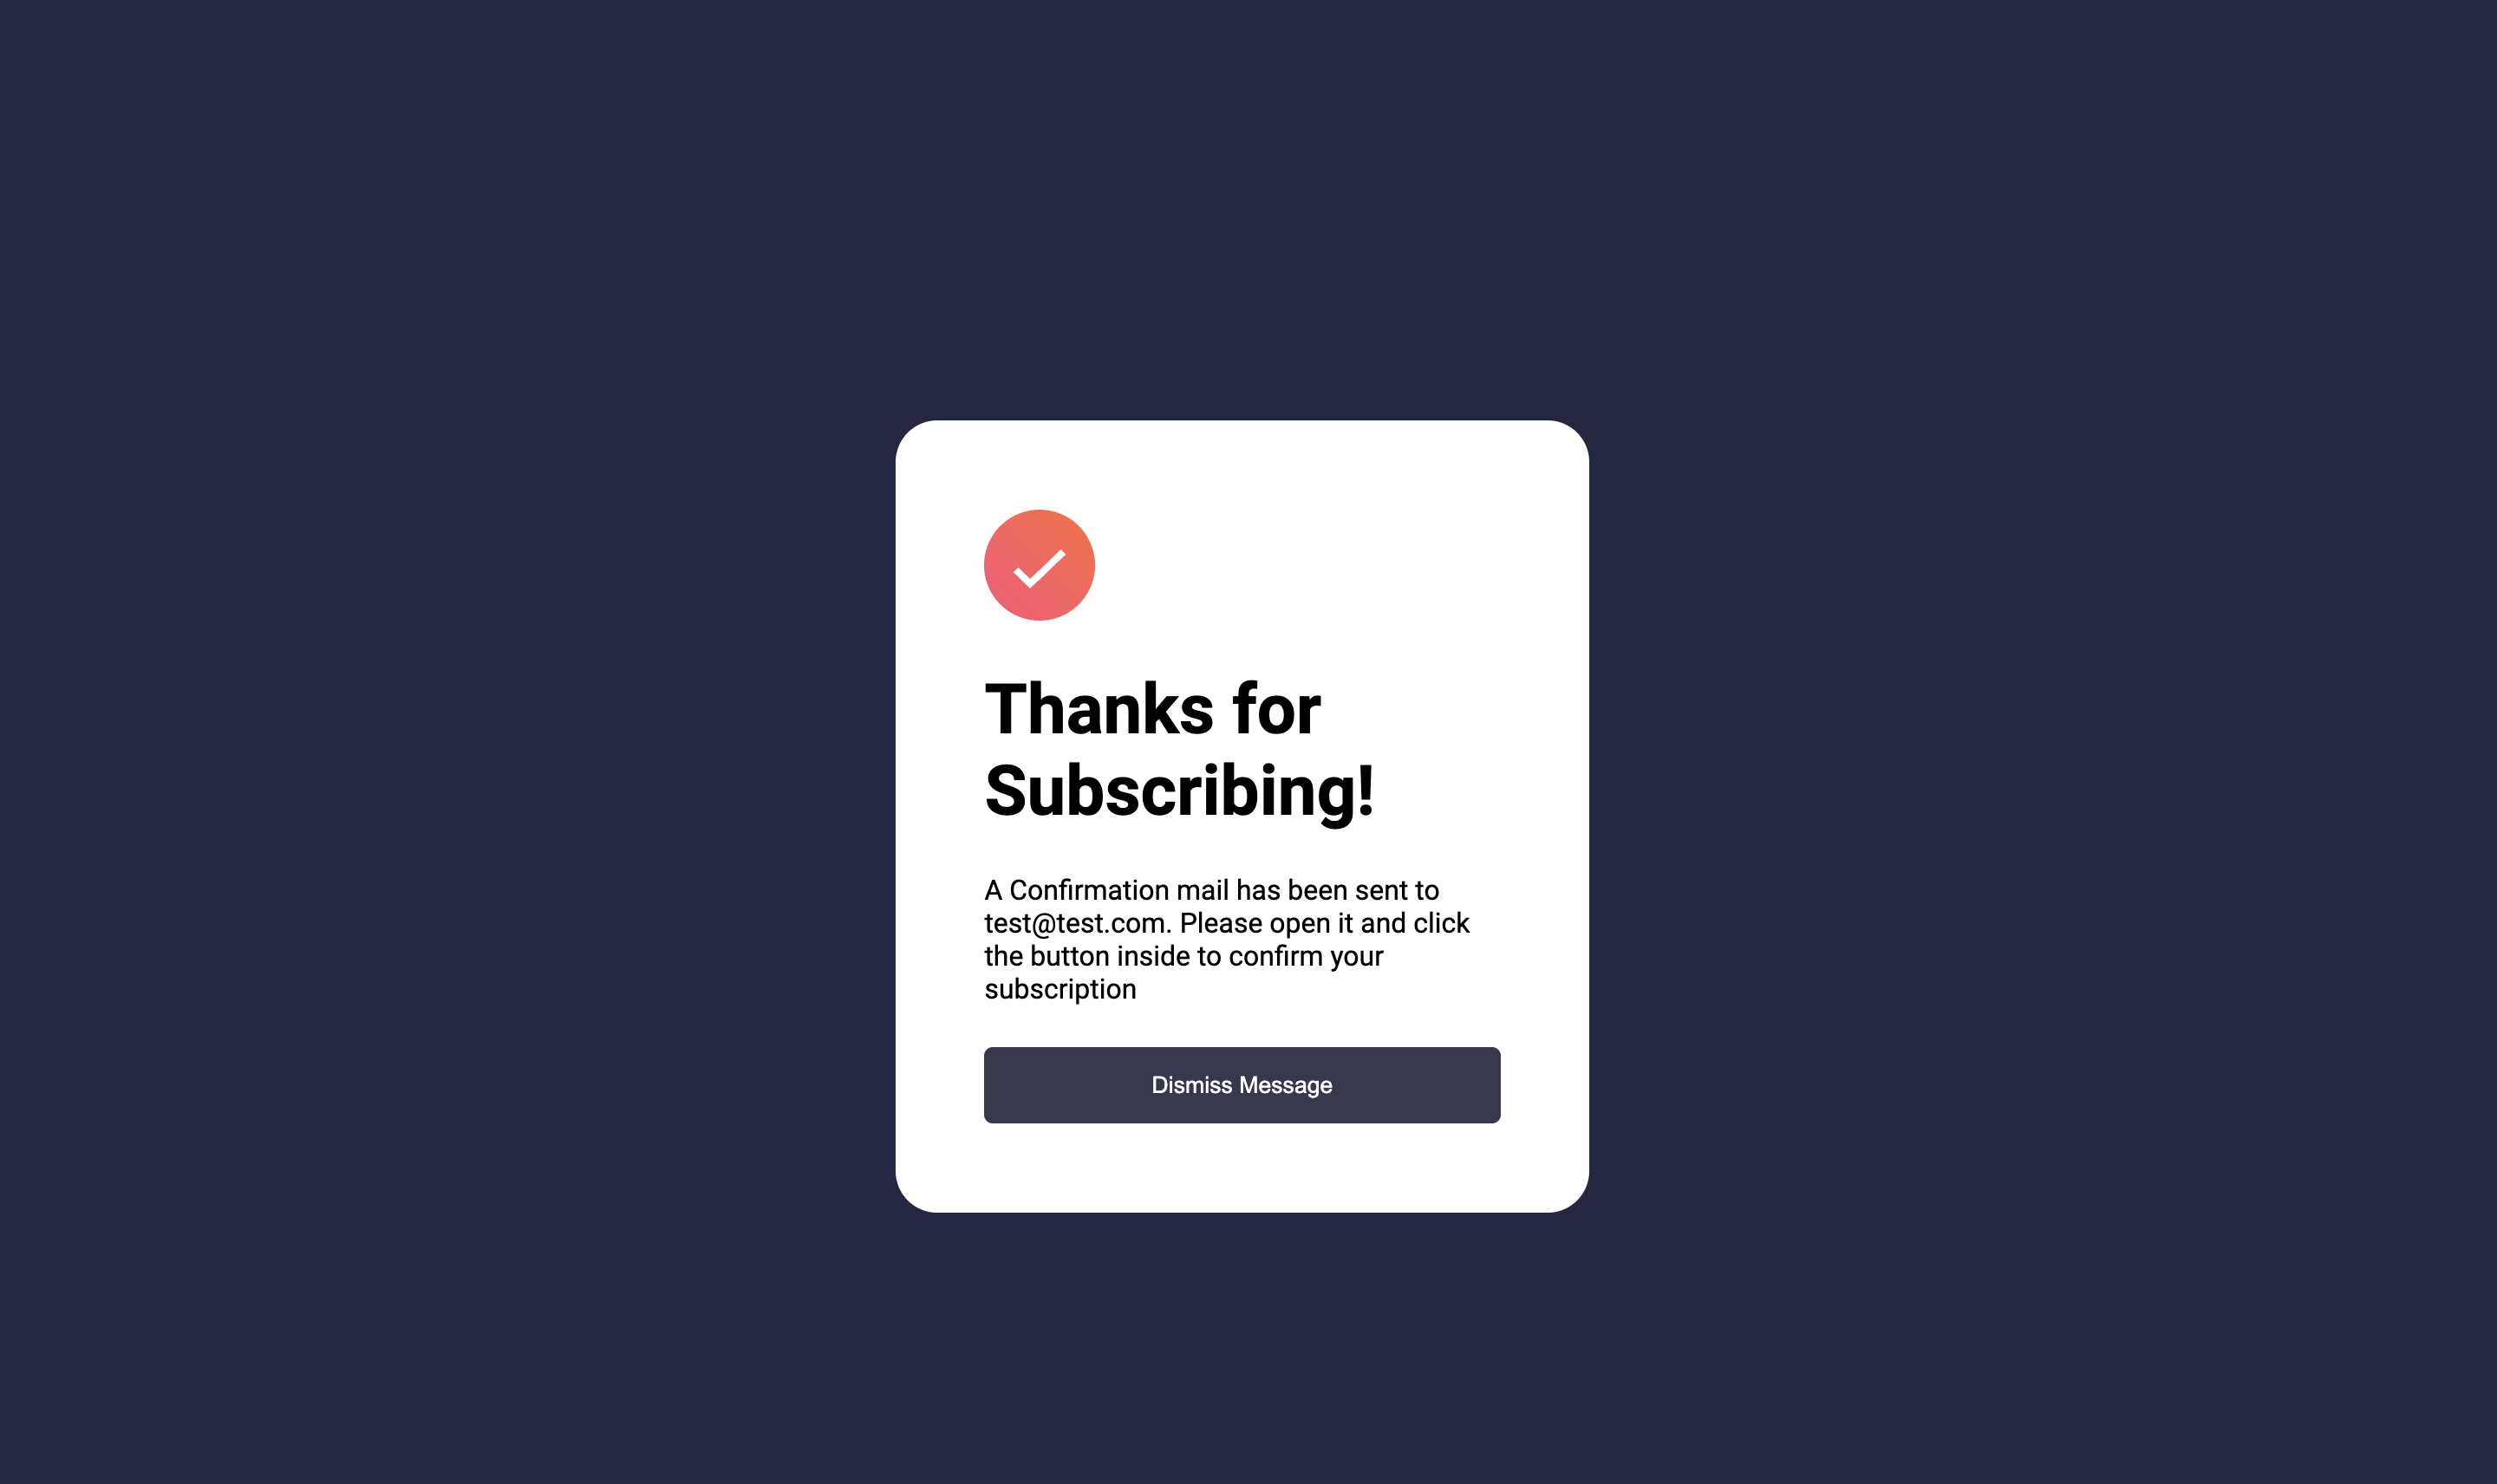 Thanks for
Subscribing!
A Confirmation mail has been sent to
test@test.com. Please open it and click
the button inside to confirm your
subscription
Dismiss Message